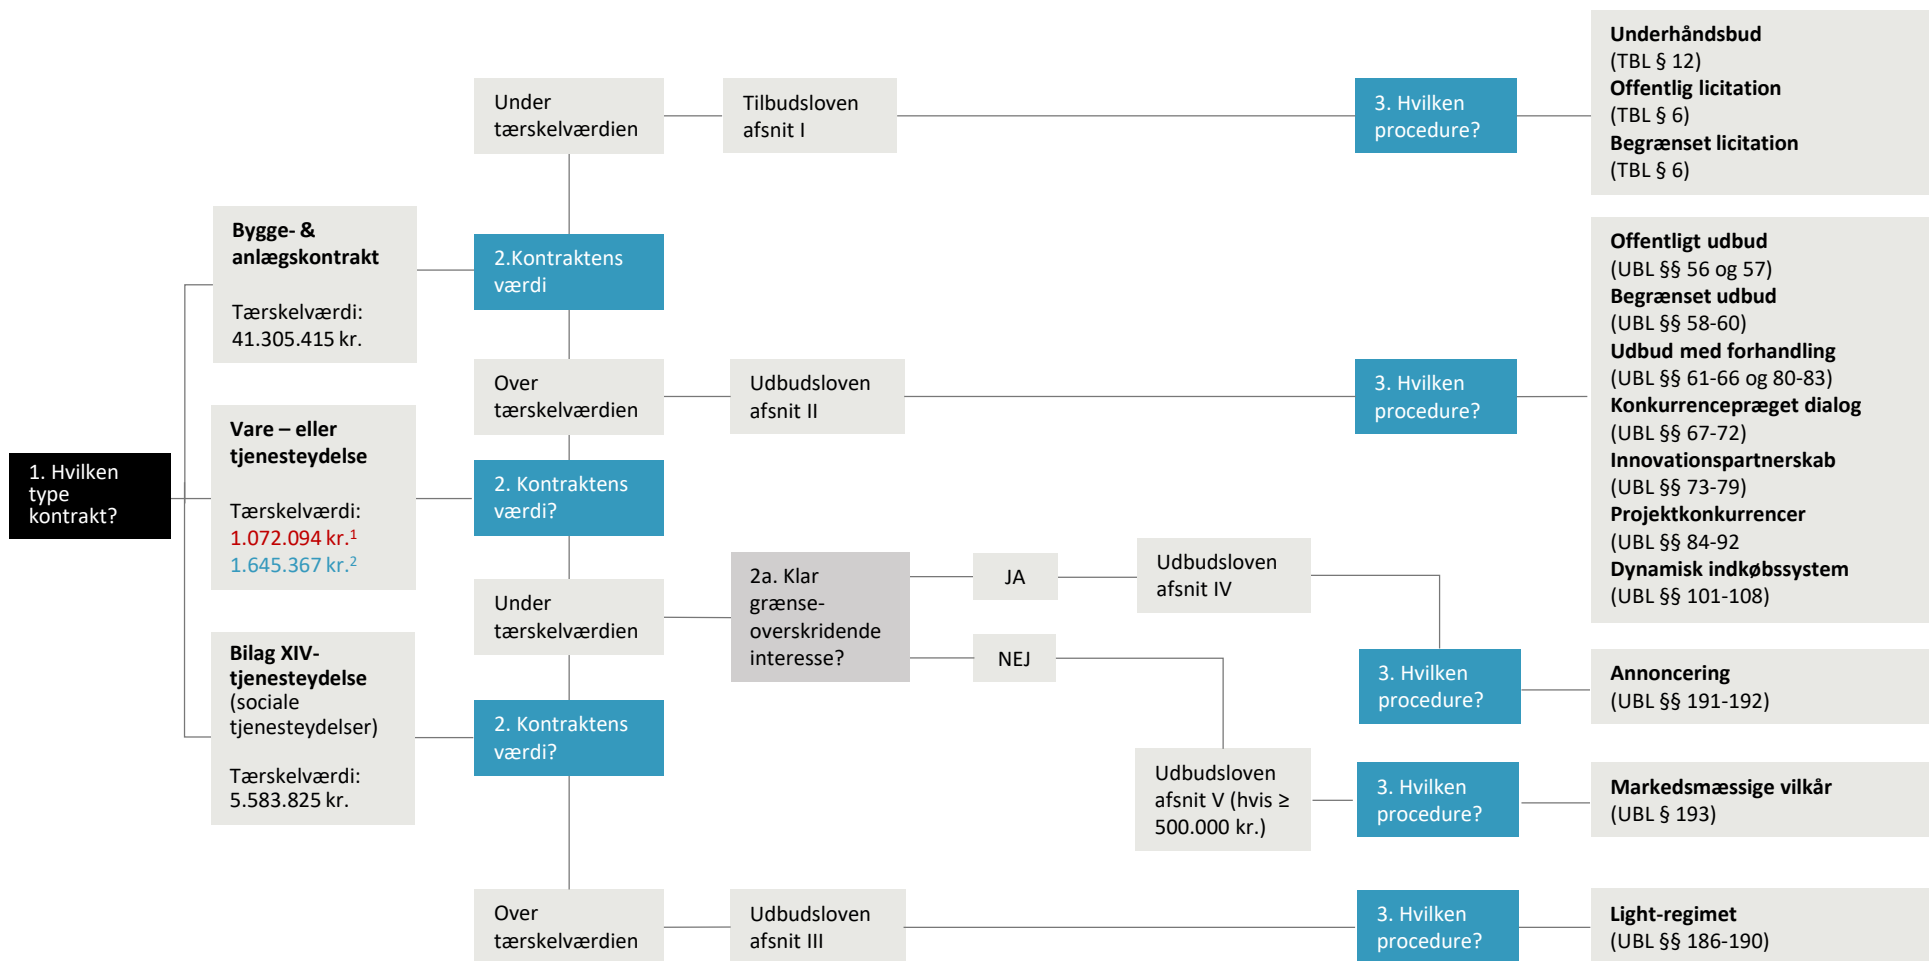 1. Hvilken
type
kontrakt?
Bygge- &
anlægskontrakt
Tærskelværdi:
41.305.415 kr.
Vare – eller
tjenesteydelse
Tærskelværdi:
1.072.094 kr.¹
1.645.367 kr.²
Bilag XIV-
tjenesteydelse
(sociale
tjenesteydelser)
Tærskelværdi:
5.583.825 kr.
Under
tærskelværdien
2.Kontraktens
værdi
Over
tærskelværdien
2. Kontraktens
værdi?
Under
tærskelværdien
2. Kontraktens
værdi?
Over
tærskelværdien
Tilbudsloven
afsnit I
Udbudsloven
afsnit II
2a. Klar
grænse-
overskridende
interesse?
JA
NEJ
Udbudsloven
afsnit IV
Udbudsloven
afsnit V (hvis ≥
500.000 kr.)
Udbudsloven
afsnit III
3. Hvilken
procedure?
3. Hvilken
procedure?
3. Hvilken
procedure?
3. Hvilken
procedure?
3. Hvilken
procedure?
Underhåndsbud
(TBL § 12)
Offentlig licitation
(TBL § 6)
Begrænset licitation
(TBL § 6)
Offentligt udbud
(UBL §§ 56 og 57)
Begrænset udbud
(UBL §§ 58-60)
Udbud med forhandling
(UBL §§ 61-66 og 80-83)
Konkurrencepræget dialog
(UBL §§ 67-72)
Innovationspartnerskab
(UBL §§ 73-79)
Projektkonkurrencer
(UBL §§ 84-92
Dynamisk indkøbssystem
(UBL §§ 101-108)
Annoncering
(UBL §§ 191-192)
Markedsmæssige vilkår
(UBL § 193)
Light-regimet
(UBL §§ 186-190)